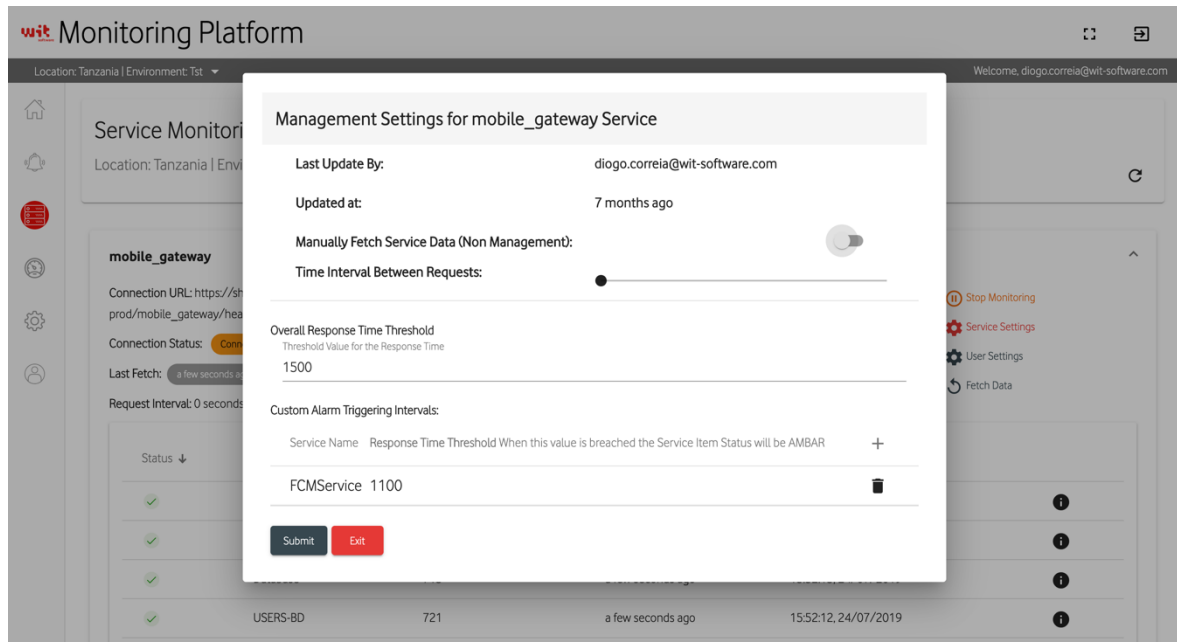 wit software Monitoring Platform
Location: Tanzania | Environment: Tst
Welcome, diogo.correia@wit-software.com
Management Settings for mobile_gateway Service
Last Update By: diogo.correia@wit-software.com
Updated at: 7 months ago
Manually Fetch Service Data (Non Management):
Time Interval Between Requests:
Overall Response Time Threshold
Threshold Value for the Response Time
1500
Custom Alarm Triggering Intervals:
Service Name Response Time Threshold When this value is breached the Service Item Status will be AMBAR
FCMService 1100
Submit Exit
Service Monitori
Location: Tanzania | Envi
mobile_gateway
Connection URL: https://sh
prod/mobile_gateway/hea
Connection Status: Conn
Last Fetch: a few seconds a
Request Interval: 0 seconds
Stop Monitoring
Service Settings
User Settings
Fetch Data
Status
USERS-BD 721 a few seconds ago 15:52:12, 24/07/2019